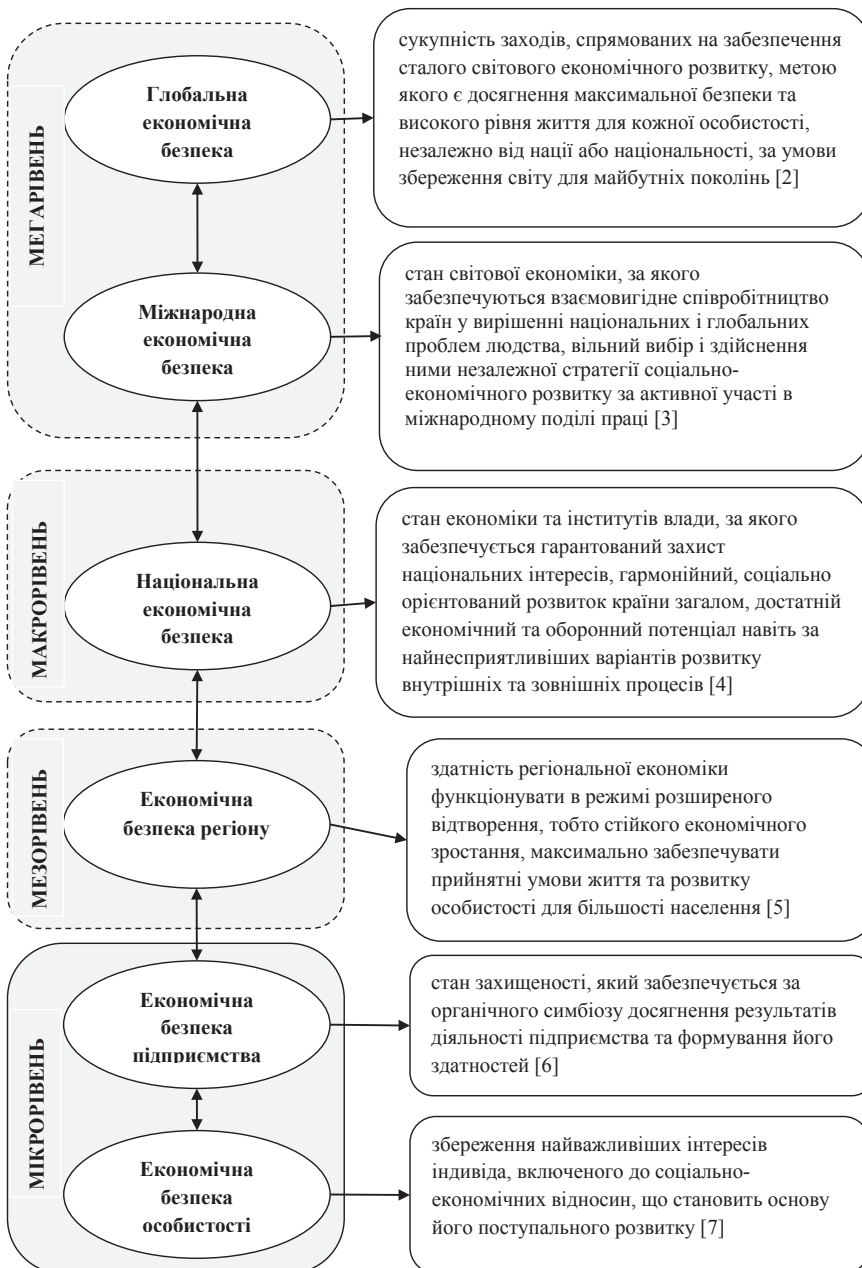 МЕГАРІВЕНЬ
Глобальна
економічна
безпека
сукупність заходів, спрямованих на забезпечення
сталого світового економічного розвитку, метою
якого є досягнення максимальної безпеки та
високого рівня життя для кожної особистості,
незалежно від нації або національності, за умови
збереження світу для майбутніх поколінь [2]
Міжнародна
економічна
безпека
стан світової економіки, за якого
забезпечуються взаємовигідне співробітництво
країн у вирішенні національних і глобальних
проблем людства, вільний вибір і здійснення
ними незалежної стратегії соціально-
економічного розвитку за активної участі в
міжнародному поділі праці [3]
МАКРОРІВЕНЬ
Національна
економічна
безпека
стан економіки та інститутів влади, за якого
забезпечується гарантований захист
національних інтересів, гармонійний, соціально
орієнтований розвиток країни загалом, достатній
економічний та оборонний потенціал навіть за
найнесприятливіших варіантів розвитку
внутрішніх та зовнішніх процесів [4]
МЕЗОРІВЕНЬ
Економічна
безпека регіону
здатність регіональної економіки
функціонувати в режимі розширеного
відтворення, тобто стійкого економічного
зростання, максимально забезпечувати
прийнятні умови життя та розвитку
особистості для більшості населення [5]
МІКРОРІВЕНЬ
Економічна
безпека
підприємства
стан захищеності, який забезпечується за
органічного симбіозу досягнення результатів
діяльності підприємства та формування його
здатностей [6]
Економічна
безпека
особистості
збереження найважливіших інтересів
індивіда, включеного до соціально-
економічних відносин, що становить основу
його поступального розвитку [7]